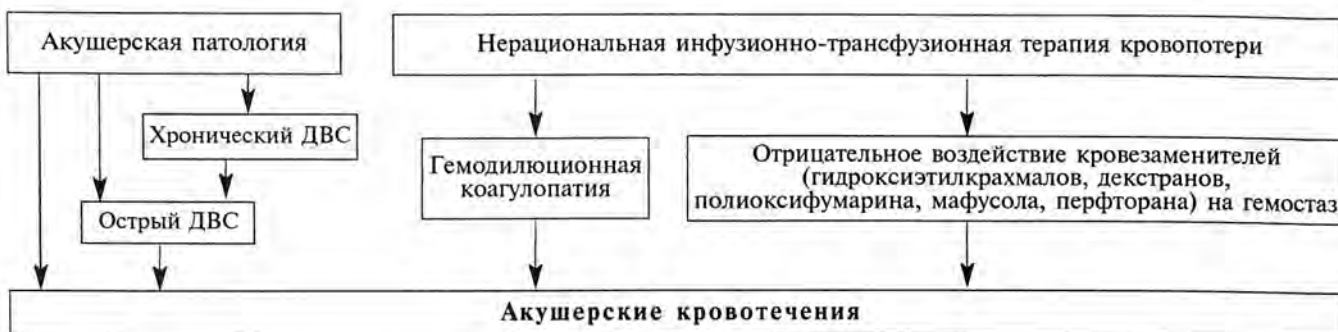 Акушерская патология
Нерациональная инфузионно-трансфузионная терапия кровопотери
Хронический ДВС
Острый ДВС
Гемодилюционная
коагулопатия
Отрицательное воздействие кровезаменителей
(гидроксиэтилкрахмалов, декстранов,
полиоксифумарина, мафусола, перфторана) на гемостаз
Акушерские кровотечения